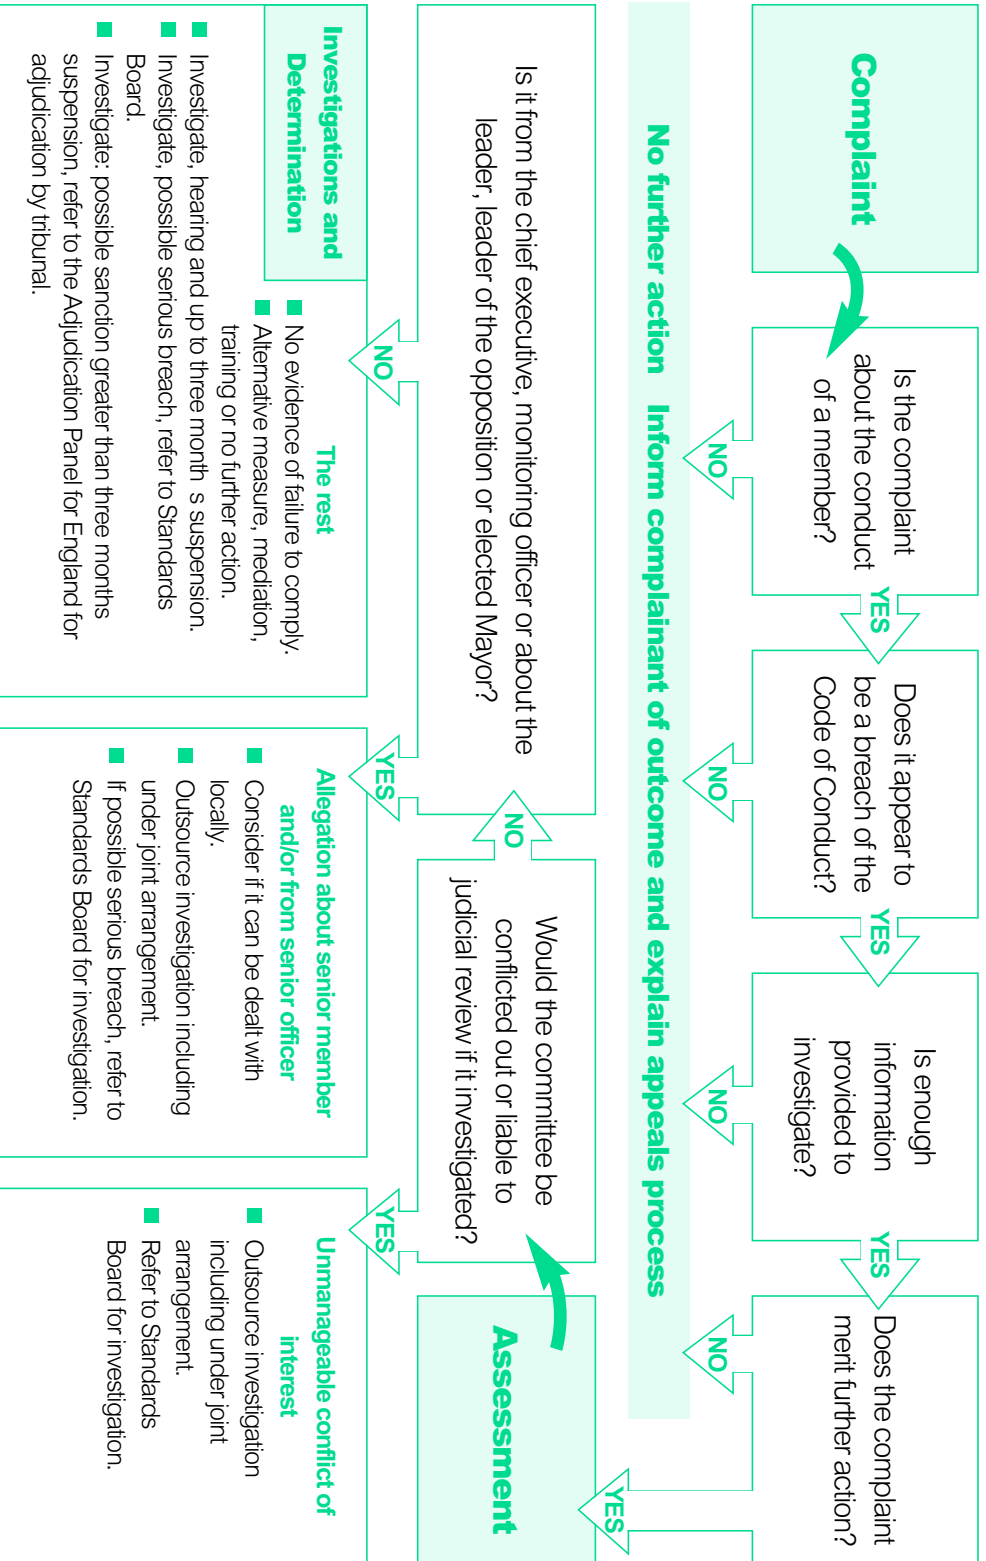 Complaint
Is the complaint
about the conduct
of a member?
YES
Does it appear to
be a breach of the
Code of Conduct?
YES
Is enough
information
provided to
investigate?
YES
Does the complaint
merit further action?
NO
NO
NO
NO
YES
No further action Inform complainant of outcome and explain appeals process
Assessment
Would the committee be
conflicted out or liable to
judicial review if it investigated?
NO
YES
Is it from the chief executive, monitoring officer or about the
leader, leader of the opposition or elected Mayor?
NO
YES
Investigations and
Determination
The rest
■ No evidence of failure to comply.
■ Alternative measure, mediation,
training or no further action.
■ Investigate, hearing and up to three month s suspension.
■ Investigate, possible serious breach, refer to Standards
Board.
■ Investigate: possible sanction greater than three months
suspension, refer to the Adjudication Panel for England for
adjudication by tribunal.
Allegation about senior member
and/or from senior officer
■ Consider if it can be dealt with
locally.
■ Outsource investigation including
under joint arrangement.
■ If possible serious breach, refer to
Standards Board for investigation.
Unmanageable conflict of
interest
■ Outsource investigation
including under joint
arrangement.
■ Refer to Standards
Board for investigation.